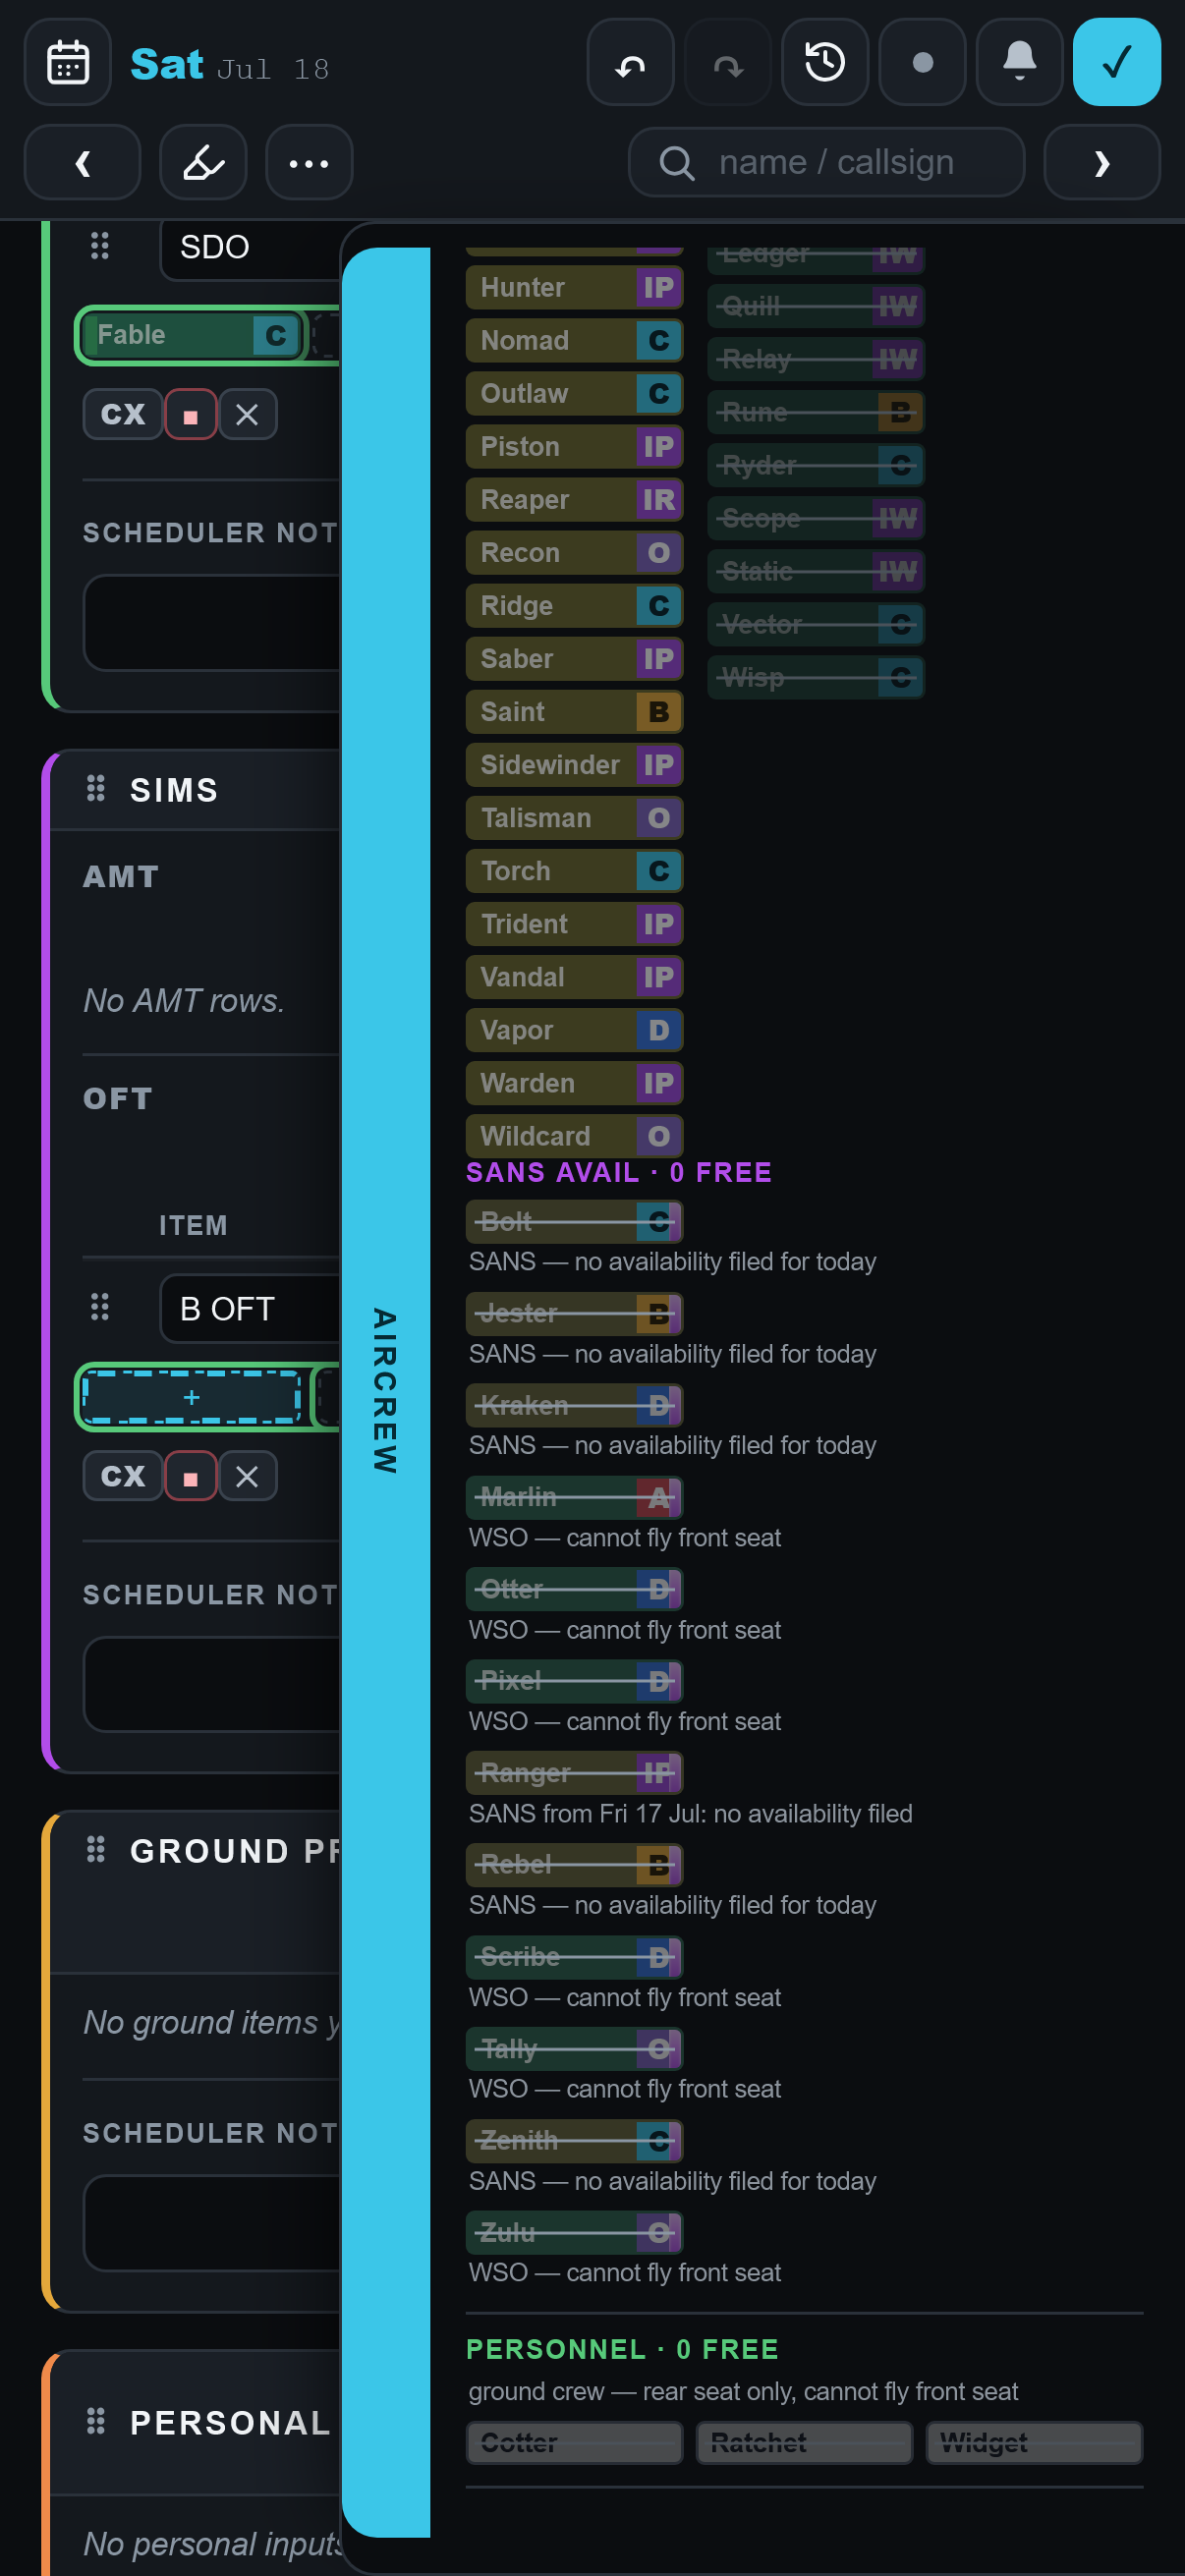 Sat Jul 18
name / callsign
SDO
Fable C
CX
SCHEDULER NOT
SIMS
AMT
No AMT rows.
OFT
ITEM
B OFT
+
CX
SCHEDULER NOT
GROUND PR
No ground items y
SCHEDULER NOT
PERSONAL
No personal inputs
AIRCREW
Hunter IP
Nomad C
Outlaw C
Piston IP
Reaper IR
Recon O
Ridge C
Saber IP
Saint B
Sidewinder IP
Talisman O
Torch C
Trident IP
Vandal IP
Vapor D
Warden IP
Wildcard O
Ledger IW
Quill IW
Relay IW
Rune B
Ryder C
Scope IW
Static IW
Vector C
Wisp C
SANS AVAIL · 0 FREE
Bolt C
SANS — no availability filed for today
Jester B
SANS — no availability filed for today
Kraken D
SANS — no availability filed for today
Marlin A
WSO — cannot fly front seat
Otter D
WSO — cannot fly front seat
Pixel D
WSO — cannot fly front seat
Ranger IP
SANS from Fri 17 Jul: no availability filed
Rebel B
SANS — no availability filed for today
Scribe D
WSO — cannot fly front seat
Tally O
WSO — cannot fly front seat
Zenith C
SANS — no availability filed for today
Zulu O
WSO — cannot fly front seat
PERSONNEL · 0 FREE
ground crew — rear seat only, cannot fly front seat
Cotter Ratchet Widget